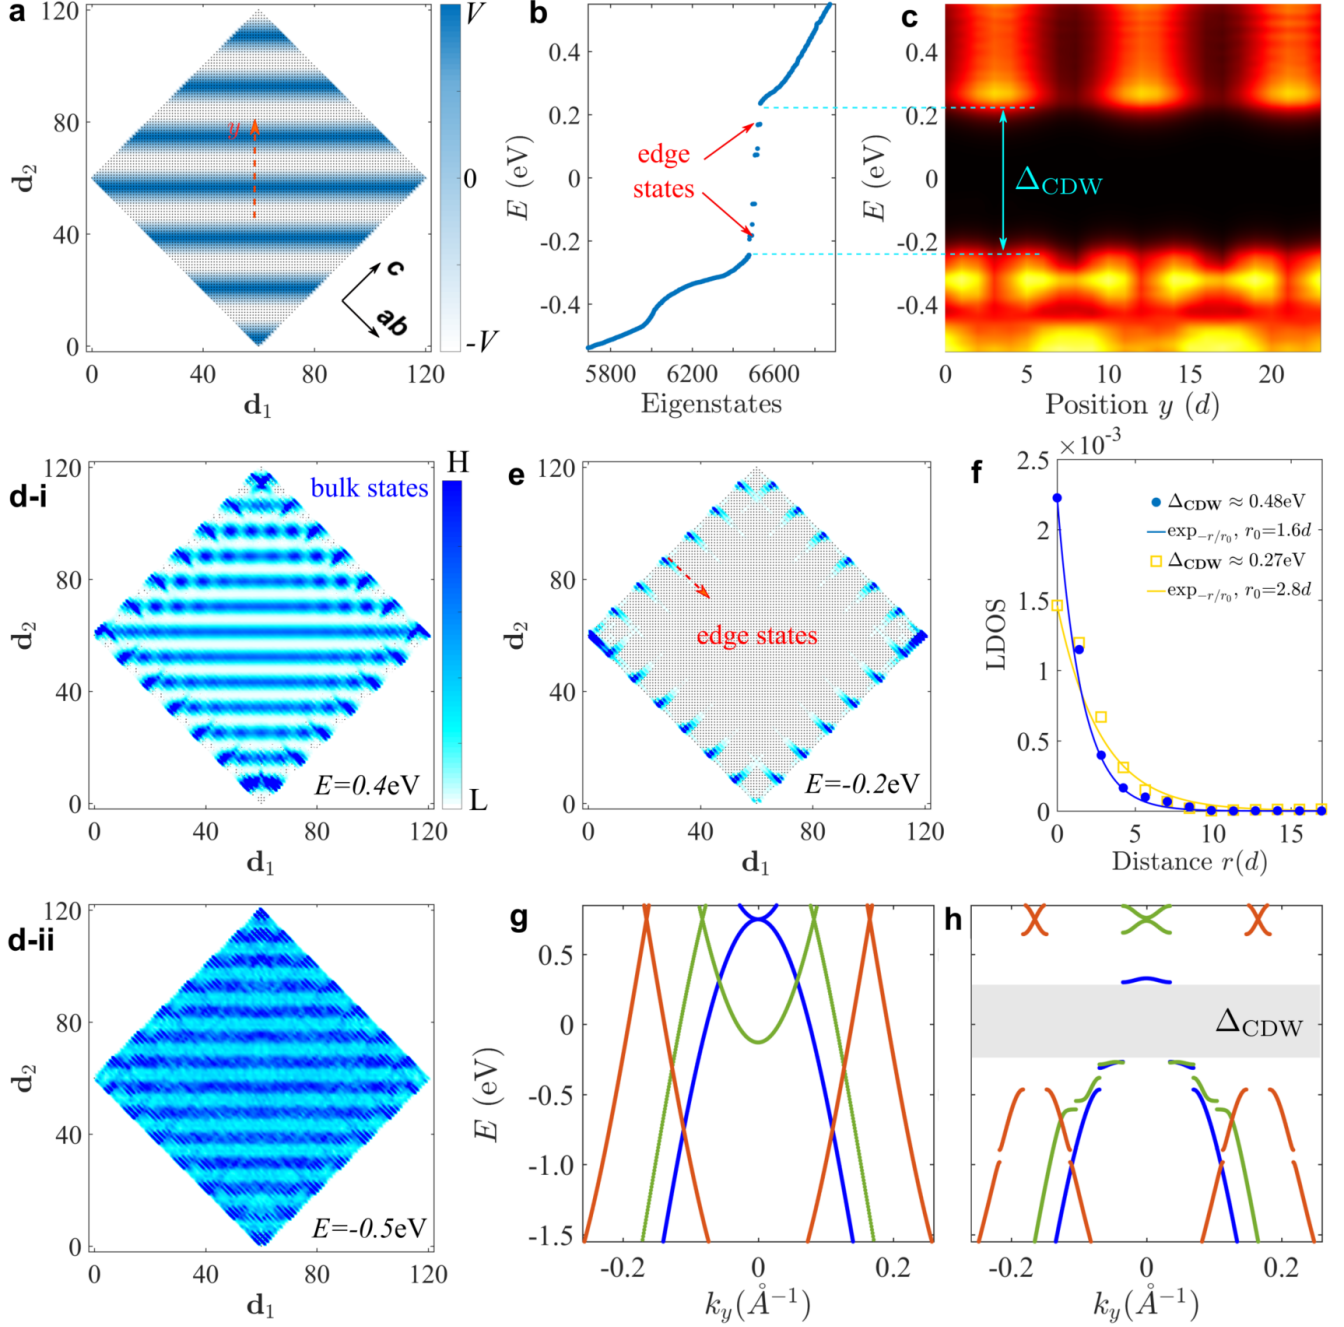 a
120
80
40
0
0
40
80
120
d₂
d₁
y
c
ab
V
0
-V
b
0.4
0.2
0
-0.2
-0.4
E (eV)
edge
states
5800
6200
6600
Eigenstates
c
0.4
0.2
0
-0.2
-0.4
E (eV)
Δ_CDW
0
5
10
15
20
Position y (d)
d-i
120
80
40
0
0
40
80
120
d₂
d₁
bulk states
E=0.4eV
H
L
e
120
80
40
0
0
40
80
120
d₂
d₁
edge states
E=-0.2eV
f
×10⁻³
2.5
2
1.5
1
0.5
0
LDOS
Δ_CDW ≈ 0.48eV
exp₋r/r₀, r₀=1.6d
Δ_CDW ≈ 0.27eV
exp₋r/r₀, r₀=2.8d
0
5
10
15
Distance r(d)
d-ii
120
80
40
0
0
40
80
120
d₂
d₁
E=-0.5eV
g
0.5
0
-0.5
-1.0
-1.5
E (eV)
-0.2
0
0.2
k_y(Å⁻¹)
h
Δ_CDW
-0.2
0
0.2
k_y(Å⁻¹)